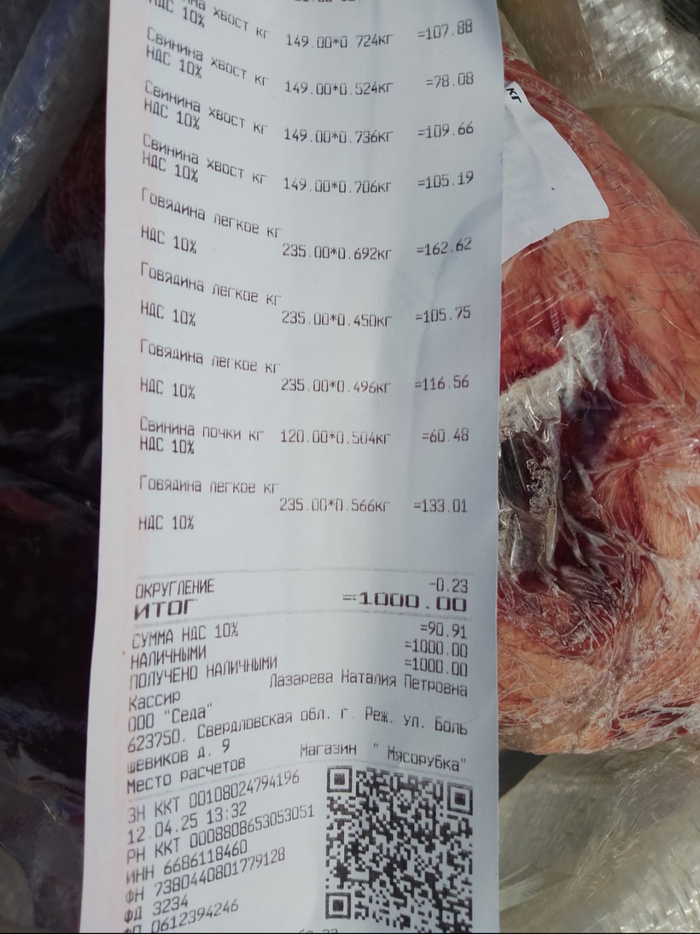 хвост кг
НДС 10% 149.00*0.724кг =107.88
Свинина хвост кг
НДС 10% 149.00*0.524кг =78.08
Свинина хвост кг
НДС 10% 149.00*0.736кг =109.66
Свинина хвост кг
НДС 10% 149.00*0.706кг =105.19
Говядина легкое кг
235.00*0.692кг =162.62
НДС 10%
Говядина легкое кг
235.00*0.450кг =105.75
НДС 10%
Говядина легкое кг
235.00*0.496кг =116.56
НДС 10%
Свинина почки кг 120.00*0.504кг =60.48
НДС 10%
Говядина легкое кг
235.00*0.566кг =133.01
НДС 10%
ОКРУГЛЕНИЕ -0.23
ИТОГ =1000.00
СУММА НДС 10% =90.91
НАЛИЧНЫМИ =1000.00
ПОЛУЧЕНО НАЛИЧНЫМИ =1000.00
Кассир Лазарева Наталия Петровна
ООО "Седа"
623750. Свердловская обл. г. Реж. ул. Боль
шевиков д. 9
Место расчетов Магазин " Мясорубка"
ЗН ККТ 00108024794196
12.04.25 13:32
РН ККТ 0008808653053051
ИНН 6686118460
ФН 7380440801779128
ФД 3234
ФП 0612394246
кг